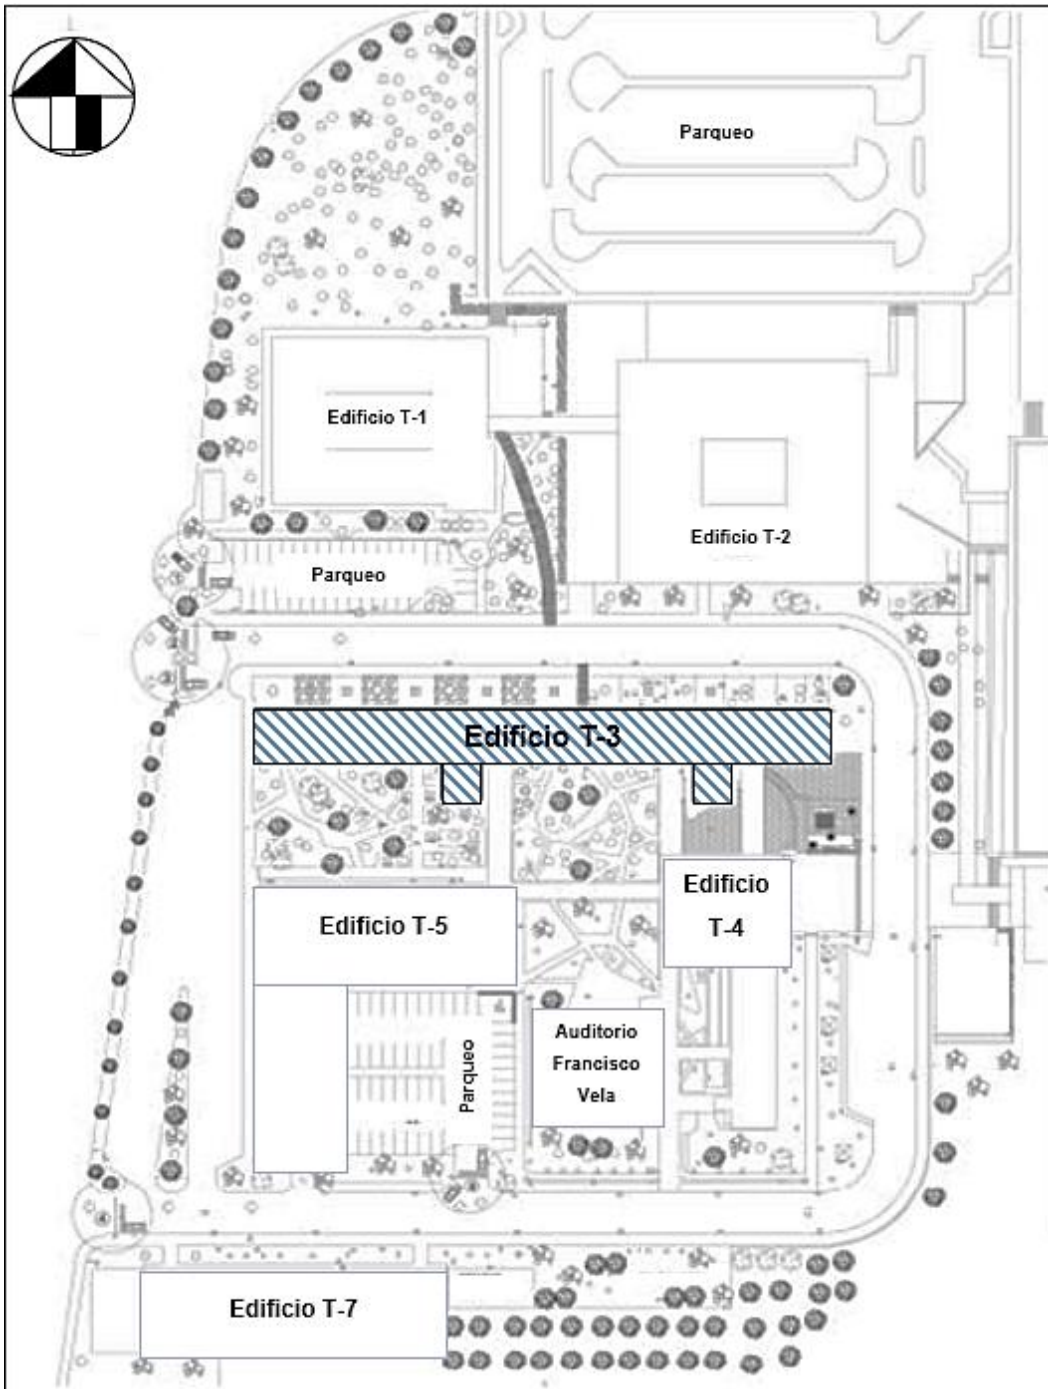 Parqueo
Edificio T-1
Edificio T-2
Parqueo
Edificio T-3
Edificio
T-4
Edificio T-5
Auditorio
Francisco
Vela
Parqueo
Edificio T-7